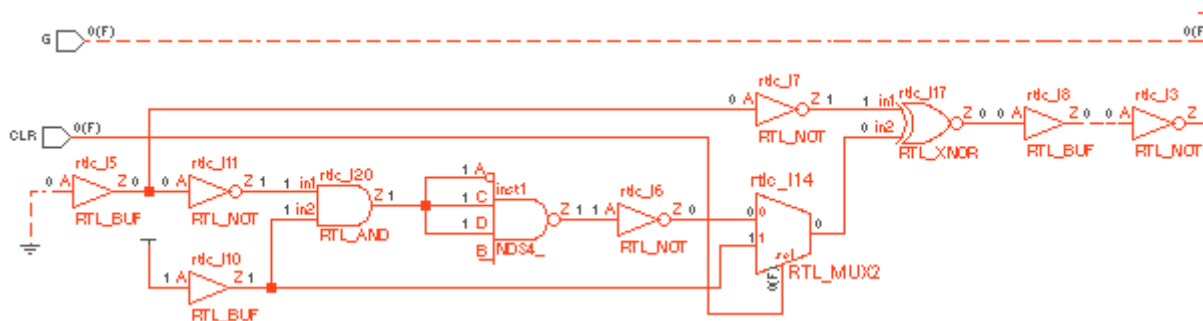 G 0(F) 0(F)
rtlc_I7 rtlc_I17 rtlc_I8 rtlc_I3
0 A Z 1 1 in1 Z 0 0 A Z 0 0 A Z
CLR 0(F) RTL_NOT 0 in2 RTL_XNOR RTL_BUF RTL_NOT
rtlc_I5 rtlc_I11 rtlc_I20 rtlc_I6 rtlc_I14
0 A Z 0 0 A Z 1 1 in1 Z 1 1 A inst1
1 in2 1 C Z 1 1 A Z 0 0 0 0
RTL_BUF RTL_NOT RTL_AND 1 D RTL_NOT 1 1
B NDS4_ sel
rtlc_I10 0(F) RTL_MUX2
1 A Z 1
RTL_BUF